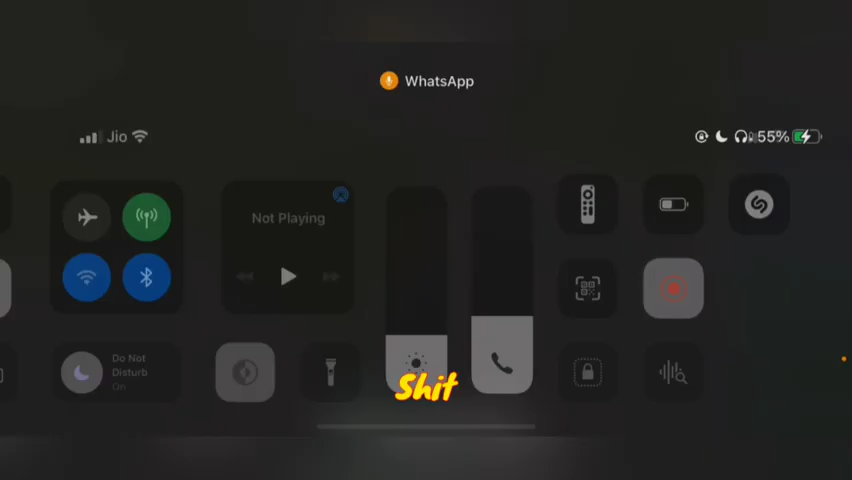 WhatsApp
Jio
55%
Not Playing
Do Not
Disturb
On
Shit